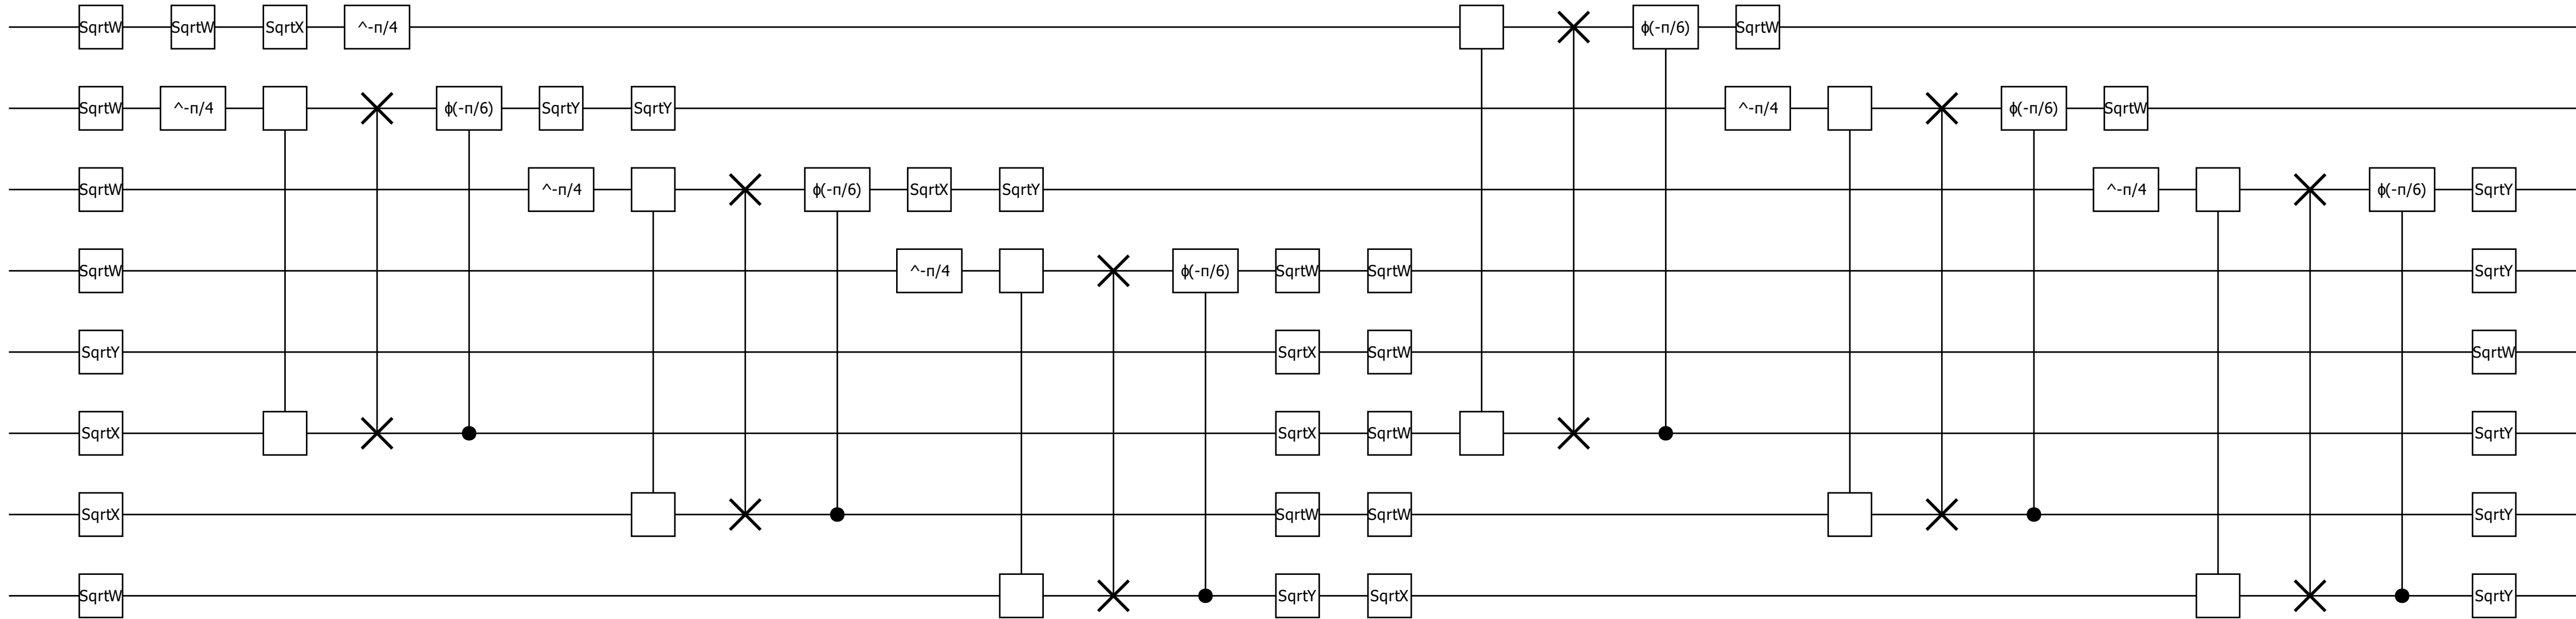 SqrtW SqrtW SqrtX ^-π/4 ϕ(-π/6) SqrtW
SqrtW ^-π/4 ϕ(-π/6) SqrtY SqrtY ^-π/4 ϕ(-π/6) SqrtW
SqrtW ^-π/4 ϕ(-π/6) SqrtX SqrtY ^-π/4 ϕ(-π/6) SqrtY
SqrtW ^-π/4 ϕ(-π/6) SqrtW SqrtW SqrtY
SqrtY SqrtX SqrtW SqrtW
SqrtX SqrtX SqrtW SqrtY
SqrtX SqrtW SqrtW SqrtY
SqrtW SqrtY SqrtX SqrtY